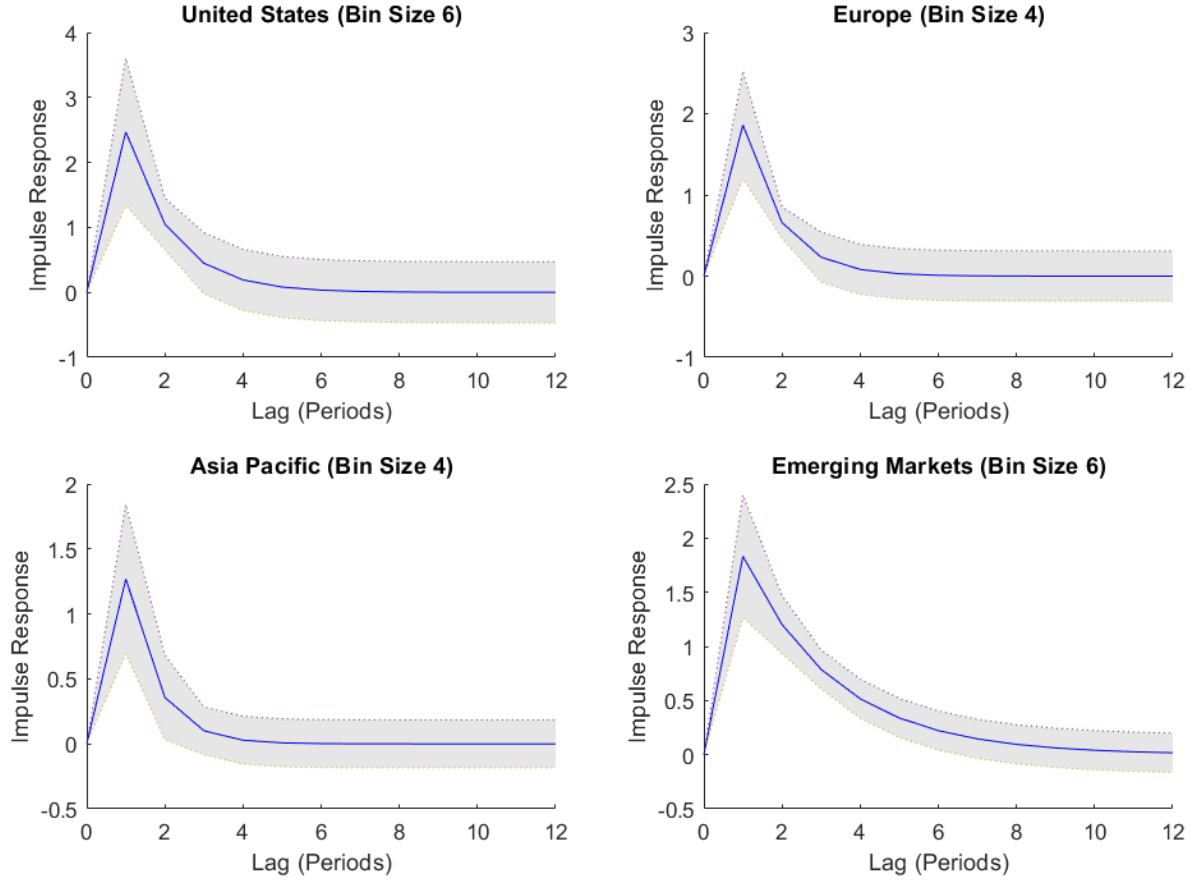 United States (Bin Size 6)
4
3
2
1
0
-1
Impulse Response
0 2 4 6 8 10 12
Lag (Periods)
Europe (Bin Size 4)
3
2
1
0
-1
Impulse Response
0 2 4 6 8 10 12
Lag (Periods)
Asia Pacific (Bin Size 4)
2
1.5
1
0.5
0
-0.5
Impulse Response
0 2 4 6 8 10 12
Lag (Periods)
Emerging Markets (Bin Size 6)
2.5
2
1.5
1
0.5
0
-0.5
Impulse Response
0 2 4 6 8 10 12
Lag (Periods)